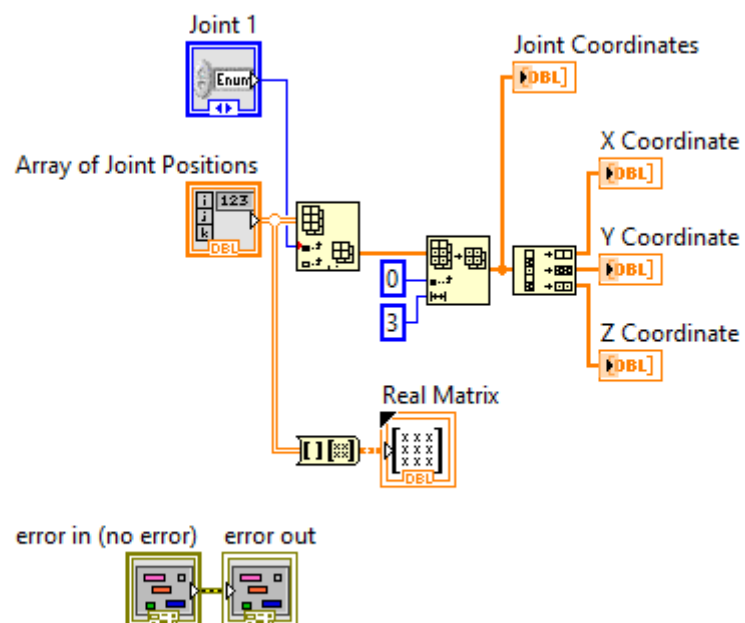 Joint 1
Enum
Joint Coordinates
DBL]
Array of Joint Positions
i
j
k
123
DBL
X Coordinate
DBL]
Y Coordinate
DBL]
0
3
Z Coordinate
DBL]
Real Matrix
[ ] [
x x x
x x x
x x x
DBL
error in (no error)
error out